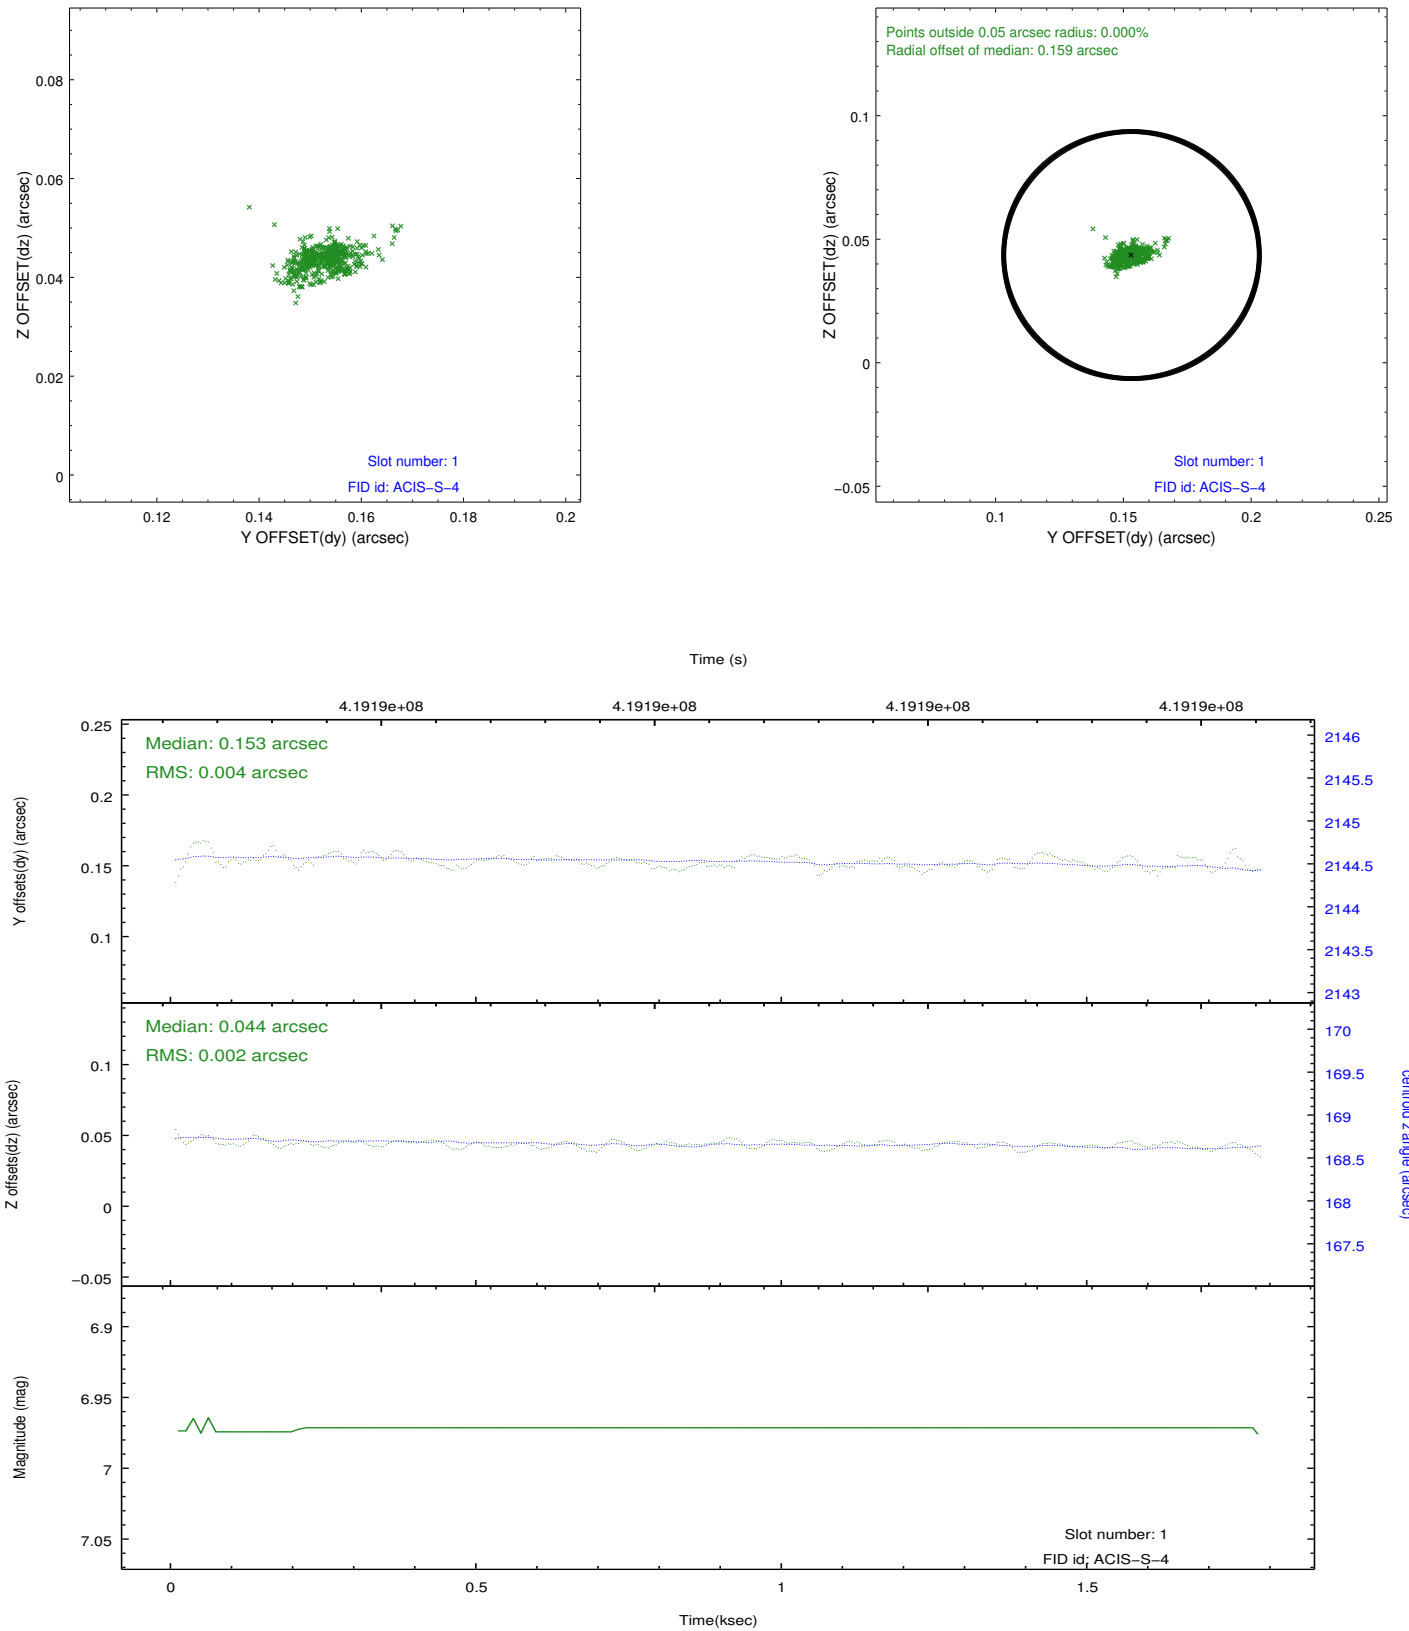 0.08
0.06
0.04
0.02
0
Z OFFSET(dz) (arcsec)
Slot number: 1
FID id: ACIS-S-4
0.12
0.14
0.16
0.18
0.2
Y OFFSET(dy) (arcsec)
Points outside 0.05 arcsec radius: 0.000%
Radial offset of median: 0.159 arcsec
0.1
0.05
0
−0.05
Z OFFSET(dz) (arcsec)
Slot number: 1
FID id: ACIS-S-4
0.1
0.15
0.2
0.25
Y OFFSET(dy) (arcsec)
Time (s)
4.1919e+08
4.1919e+08
4.1919e+08
4.1919e+08
Median: 0.153 arcsec
RMS: 0.004 arcsec
0.25
0.2
0.15
0.1
Y offsets(dy) (arcsec)
2146
2145.5
2145
2144.5
2144
2143.5
2143
Median: 0.044 arcsec
RMS: 0.002 arcsec
0.1
0.05
0
−0.05
Z offsets(dz) (arcsec)
170
169.5
169
168.5
168
167.5
centroid z angle (arcsec)
6.9
6.95
7
7.05
Magnitude (mag)
Slot number: 1
FID id: ACIS-S-4
0
0.5
1
1.5
Time(ksec)